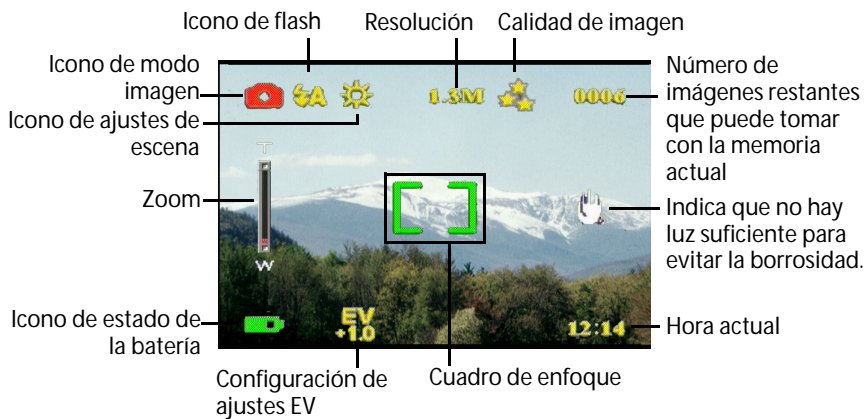 Icono de flash
Resolución
Calidad de imagen
Icono de modo
imagen
Icono de ajustes de
escena
Zoom
Icono de estado de
la batería
Configuración de
ajustes EV
Cuadro de enfoque
Número de
imágenes restantes
que puede tomar
con la memoria
actual
Indica que no hay
luz suficiente para
evitar la borrosidad.
Hora actual
A
1.3M
0006
T
W
EV
+1.0
12:14